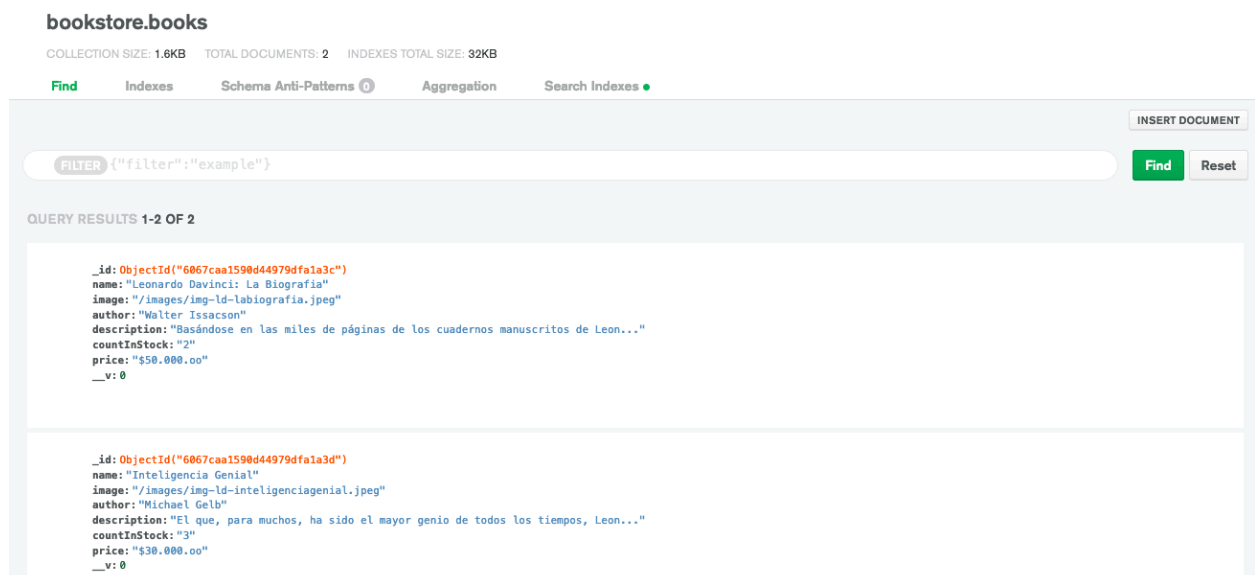 bookstore.books
COLLECTION SIZE: 1.6KB TOTAL DOCUMENTS: 2 INDEXES TOTAL SIZE: 32KB
Find Indexes Schema Anti-Patterns 0 Aggregation Search Indexes
INSERT DOCUMENT
FILTER {"filter":"example"} Find Reset
QUERY RESULTS 1-2 OF 2
_id: ObjectId("6067caa1590d44979dfa1a3c")
name: "Leonardo Davinci: La Biografia"
image: "/images/img-ld-labiografia.jpeg"
author: "Walter Issacson"
description: "Basándose en las miles de páginas de los cuadernos manuscritos de Leon..."
countInStock: "2"
price: "$50.000.oo"
__v: 0
_id: ObjectId("6067caa1590d44979dfa1a3d")
name: "Inteligencia Genial"
image: "/images/img-ld-inteligenciagenial.jpeg"
author: "Michael Gelb"
description: "El que, para muchos, ha sido el mayor genio de todos los tiempos, Leon..."
countInStock: "3"
price: "$30.000.oo"
__v: 0